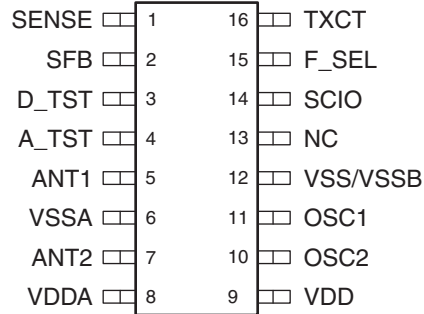 SENSE 1 16 TXCT
SFB 2 15 F_SEL
D_TST 3 14 SCIO
A_TST 4 13 NC
ANT1 5 12 VSS/VSSB
VSSA 6 11 OSC1
ANT2 7 10 OSC2
VDDA 8 9 VDD